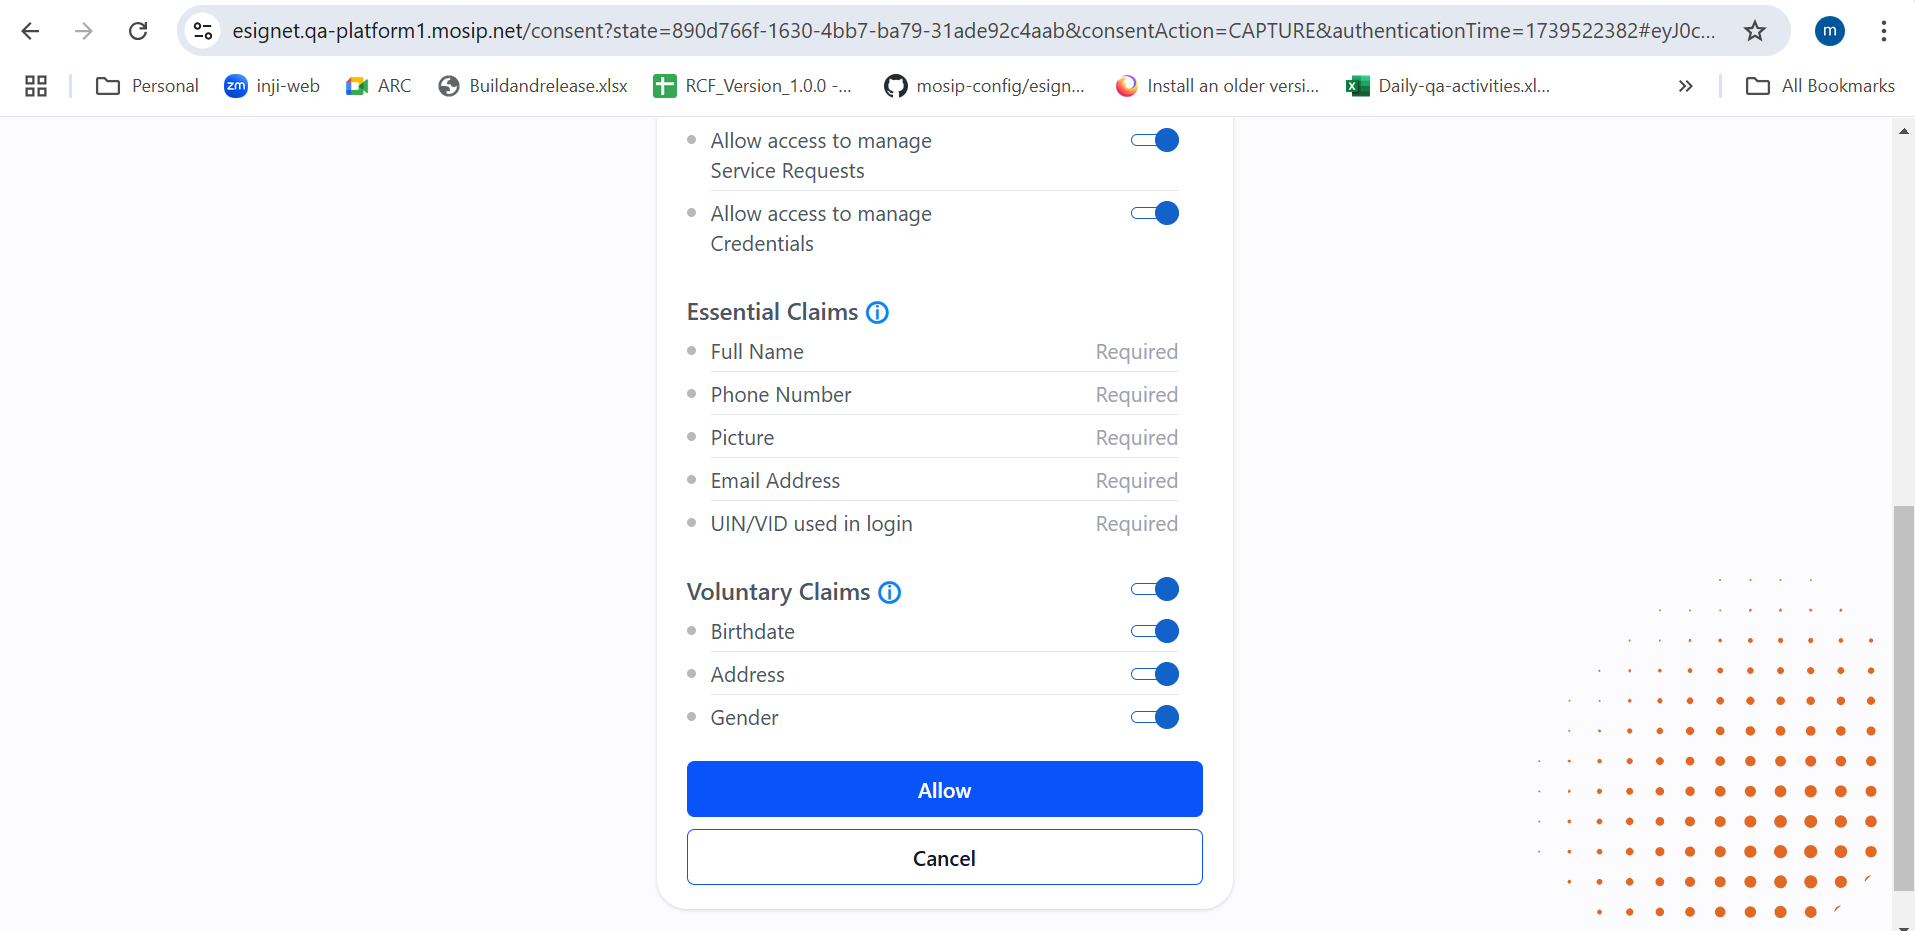 esignet.qa-platform1.mosip.net/consent?state=890d766f-1630-4bb7-ba79-31ade92c4aab&consentAction=CAPTURE&authenticationTime=1739522382#eyJ0c...
m
Personal
zm inji-web
ARC
Buildandrelease.xlsx
RCF_Version_1.0.0 -...
mosip-config/esign...
Install an older versi...
Daily-qa-activities.xl...
All Bookmarks
Allow access to manage
Service Requests
Allow access to manage
Credentials
Essential Claims
Full Name Required
Phone Number Required
Picture Required
Email Address Required
UIN/VID used in login Required
Voluntary Claims
Birthdate
Address
Gender
Allow
Cancel